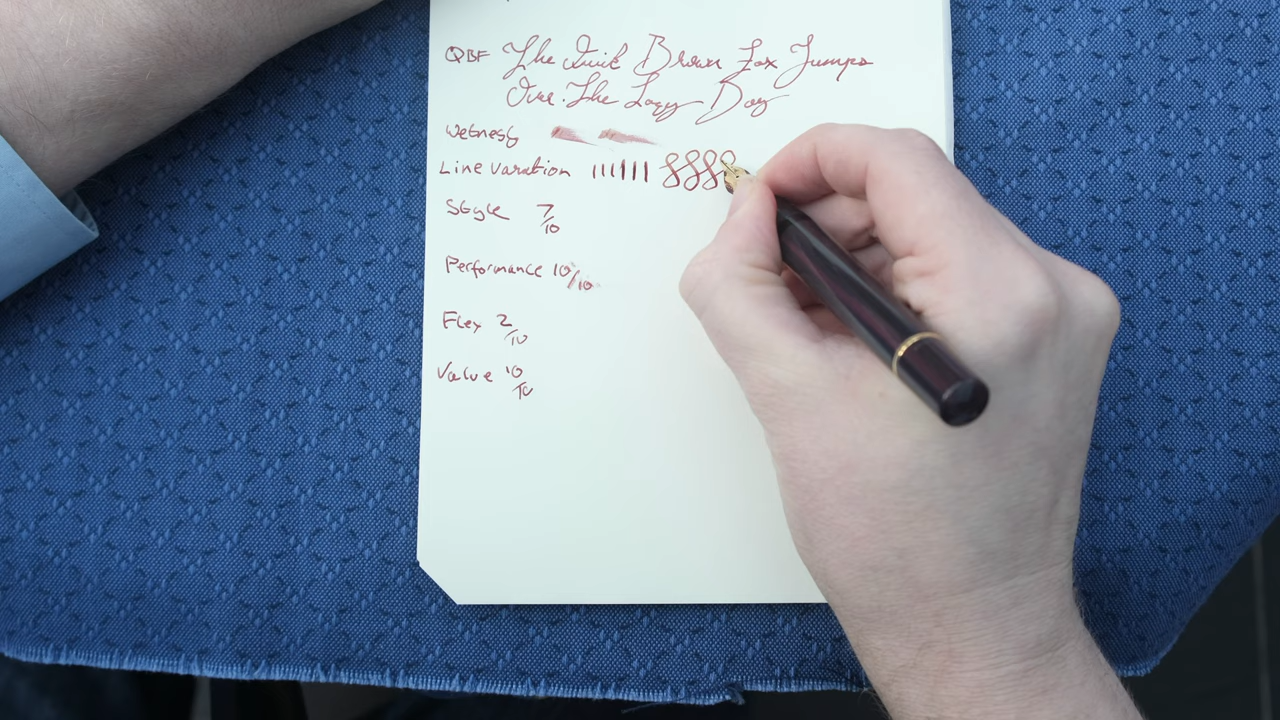 QBF The Quick Brown Fox Jumps
Over The Lazy Dog
Wetness
Line Variation
Style 7/10
Performance 10/10
Flex 2/10
Value 10/10